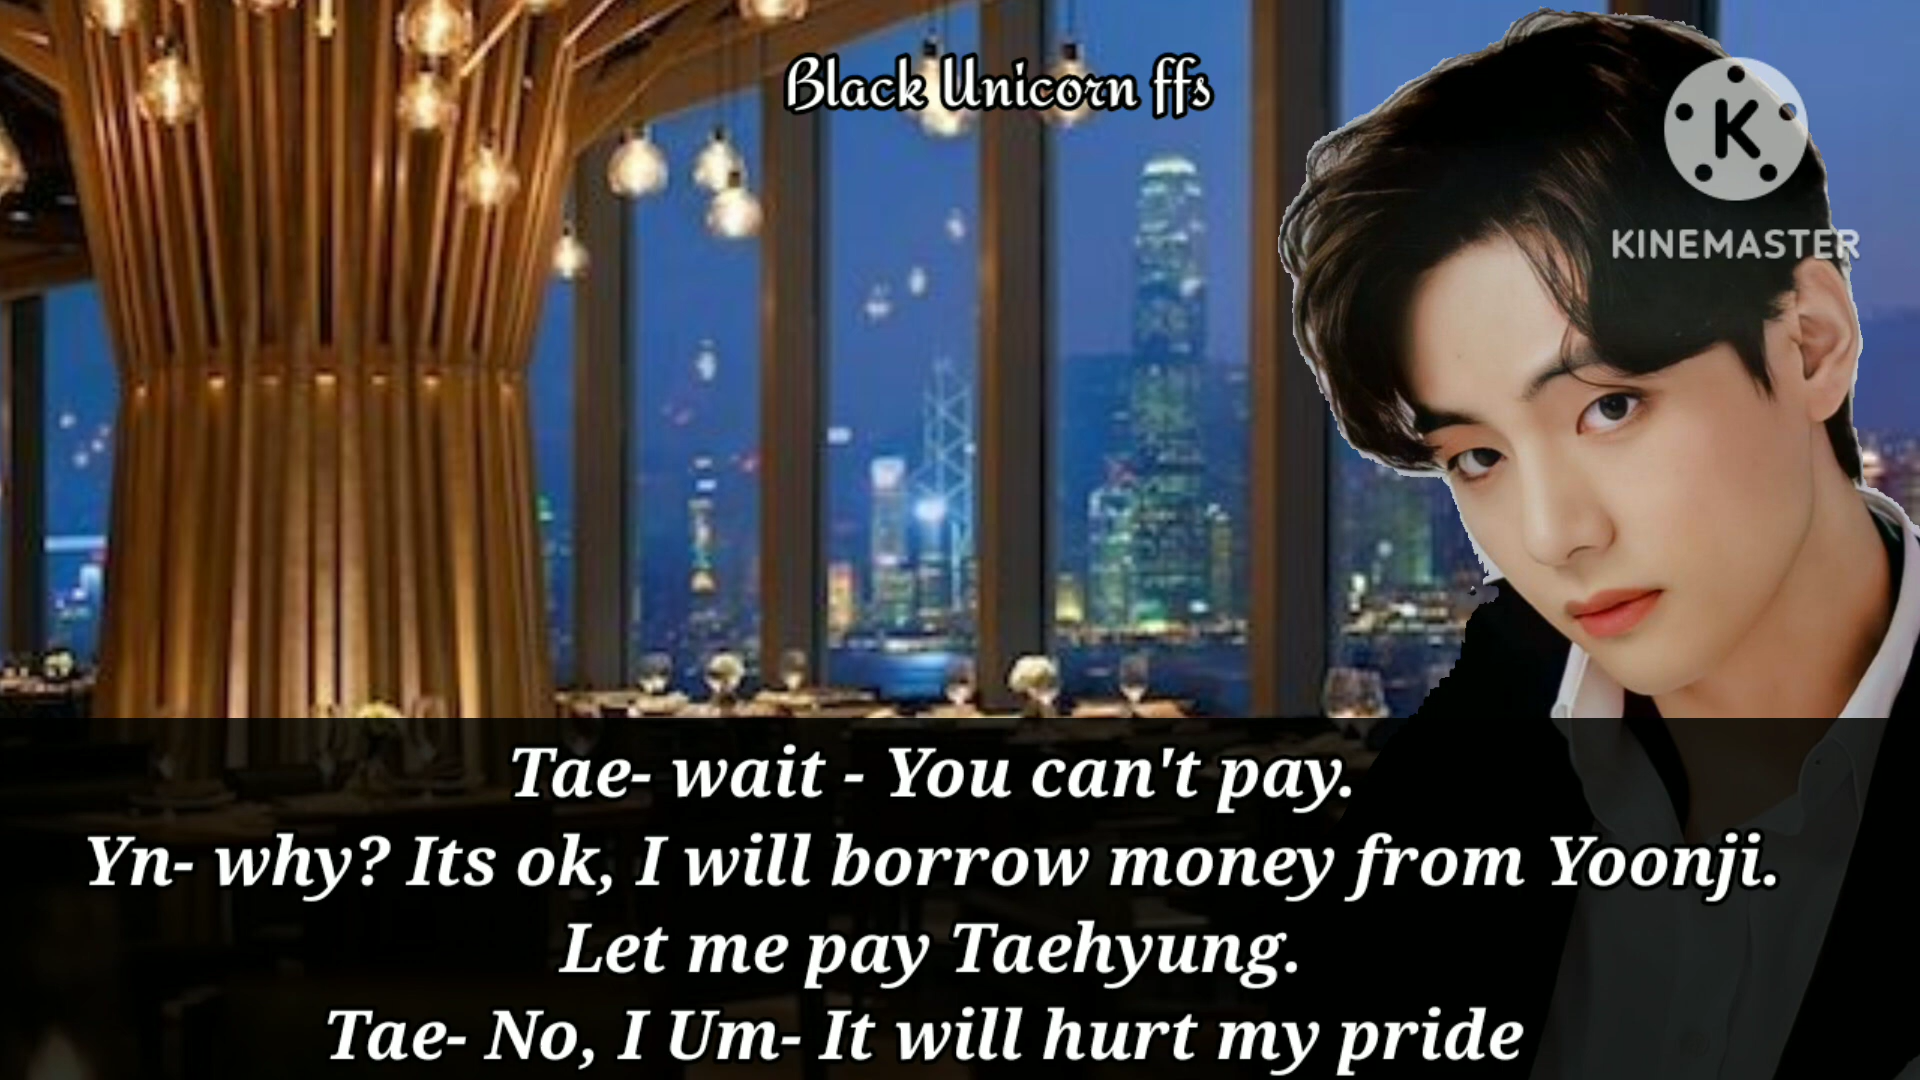 Black Unicorn ffs
K
KINEMASTER
Tae- wait - You can't pay.
Yn- why? Its ok, I will borrow money from Yoonji.
Let me pay Taehyung.
Tae- No, I Um- It will hurt my pride